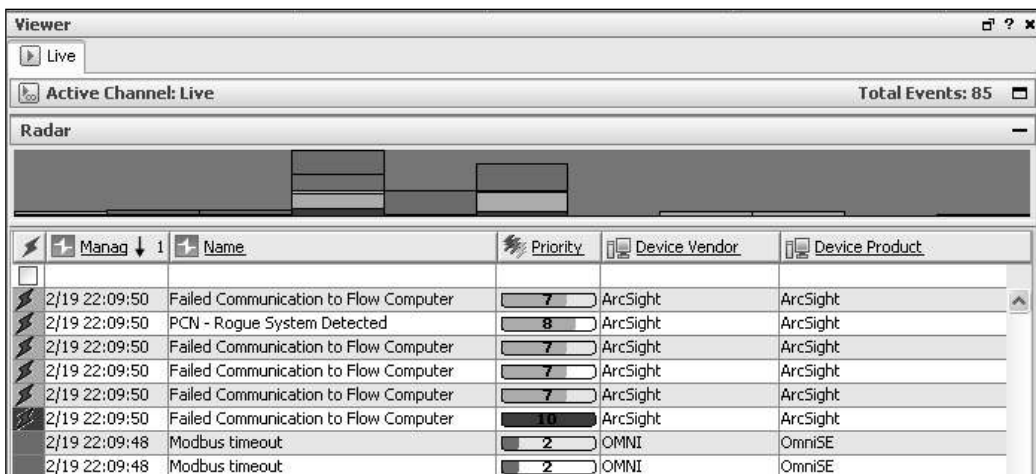 Viewer ?
Live
Active Channel: Live Total Events: 85
Radar
Manag 1 Name Priority Device Vendor Device Product
2/19 22:09:50 Failed Communication to Flow Computer 7 ArcSight ArcSight
2/19 22:09:50 PCN - Rogue System Detected 8 ArcSight ArcSight
2/19 22:09:50 Failed Communication to Flow Computer 7 ArcSight ArcSight
2/19 22:09:50 Failed Communication to Flow Computer 7 ArcSight ArcSight
2/19 22:09:50 Failed Communication to Flow Computer 7 ArcSight ArcSight
2/19 22:09:50 Failed Communication to Flow Computer 10 ArcSight ArcSight
2/19 22:09:48 Modbus timeout 2 OMNI OmniSE
2/19 22:09:48 Modbus timeout 2 OMNI OmniSE